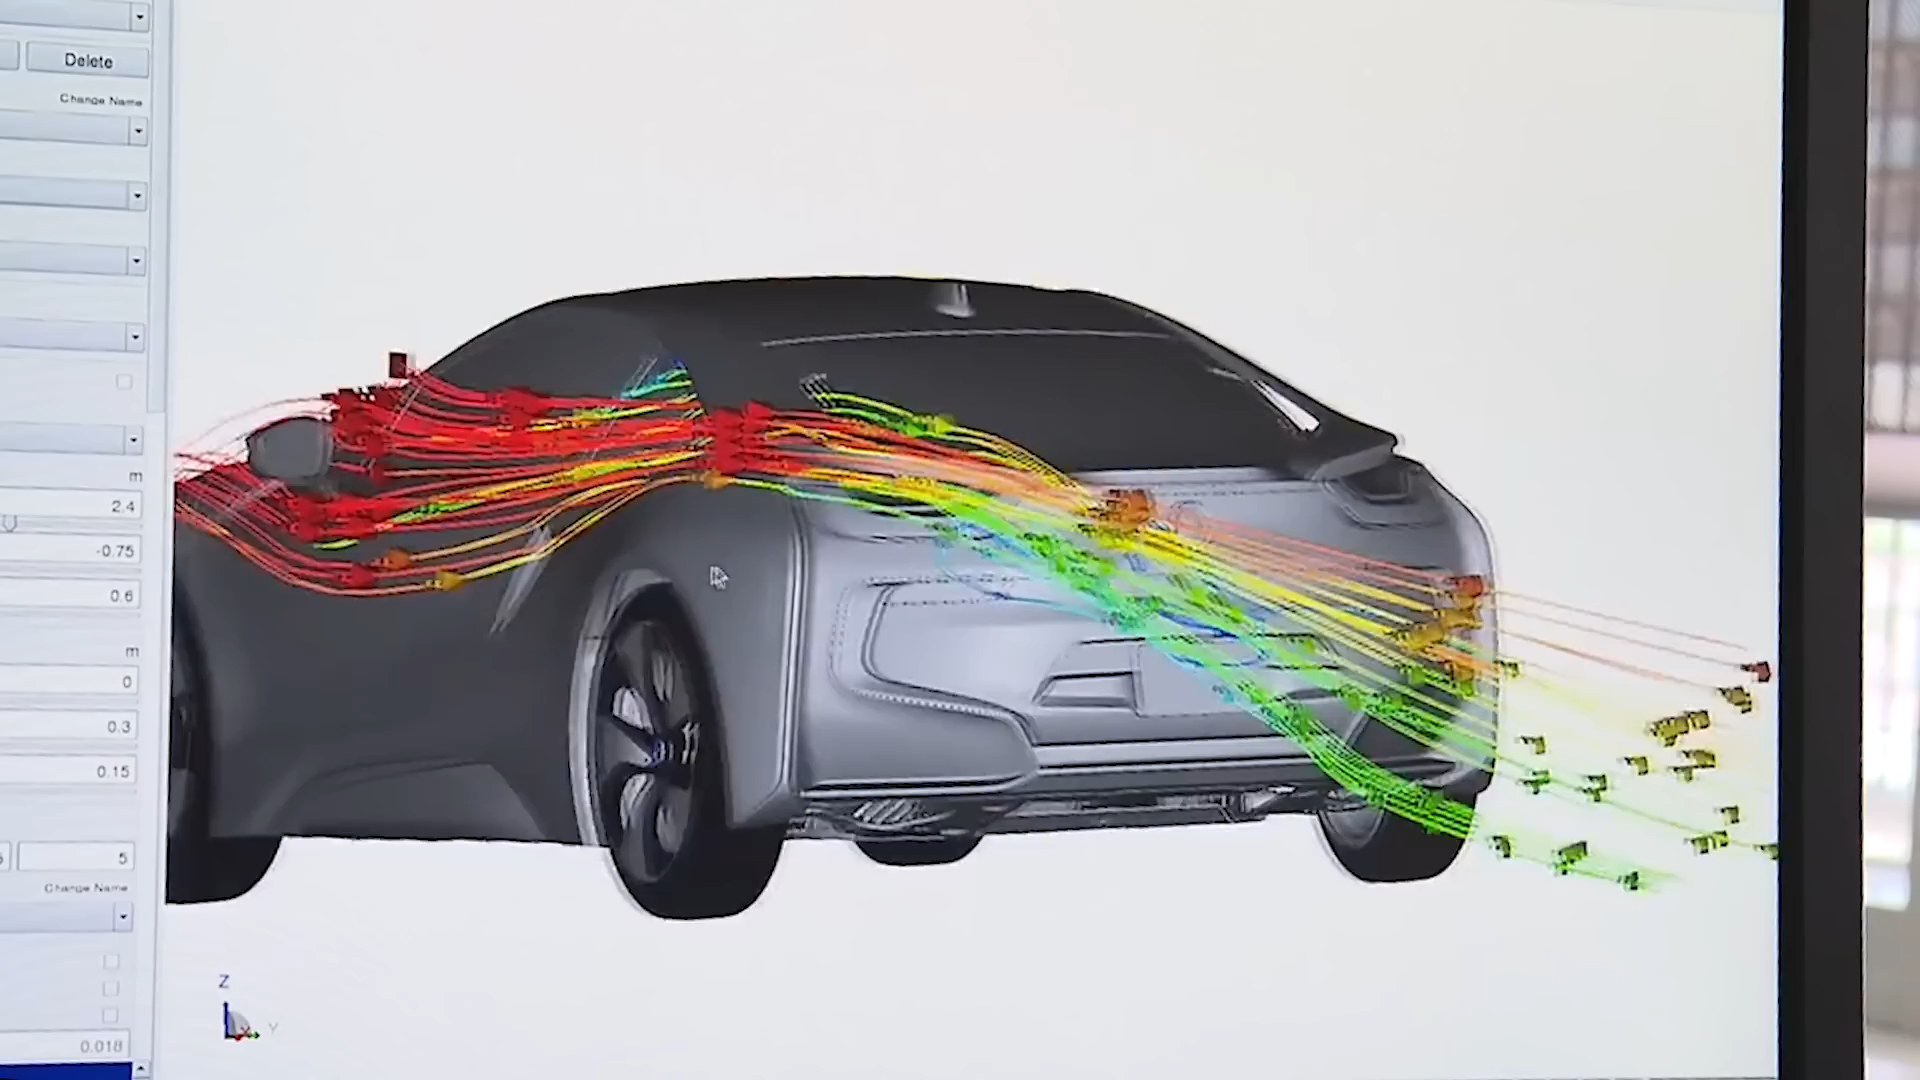 Delete
Change Name
m
2.4
-0.75
0.6
m
0
0.3
0.15
5
Change Name
Z
X
Y
0.018